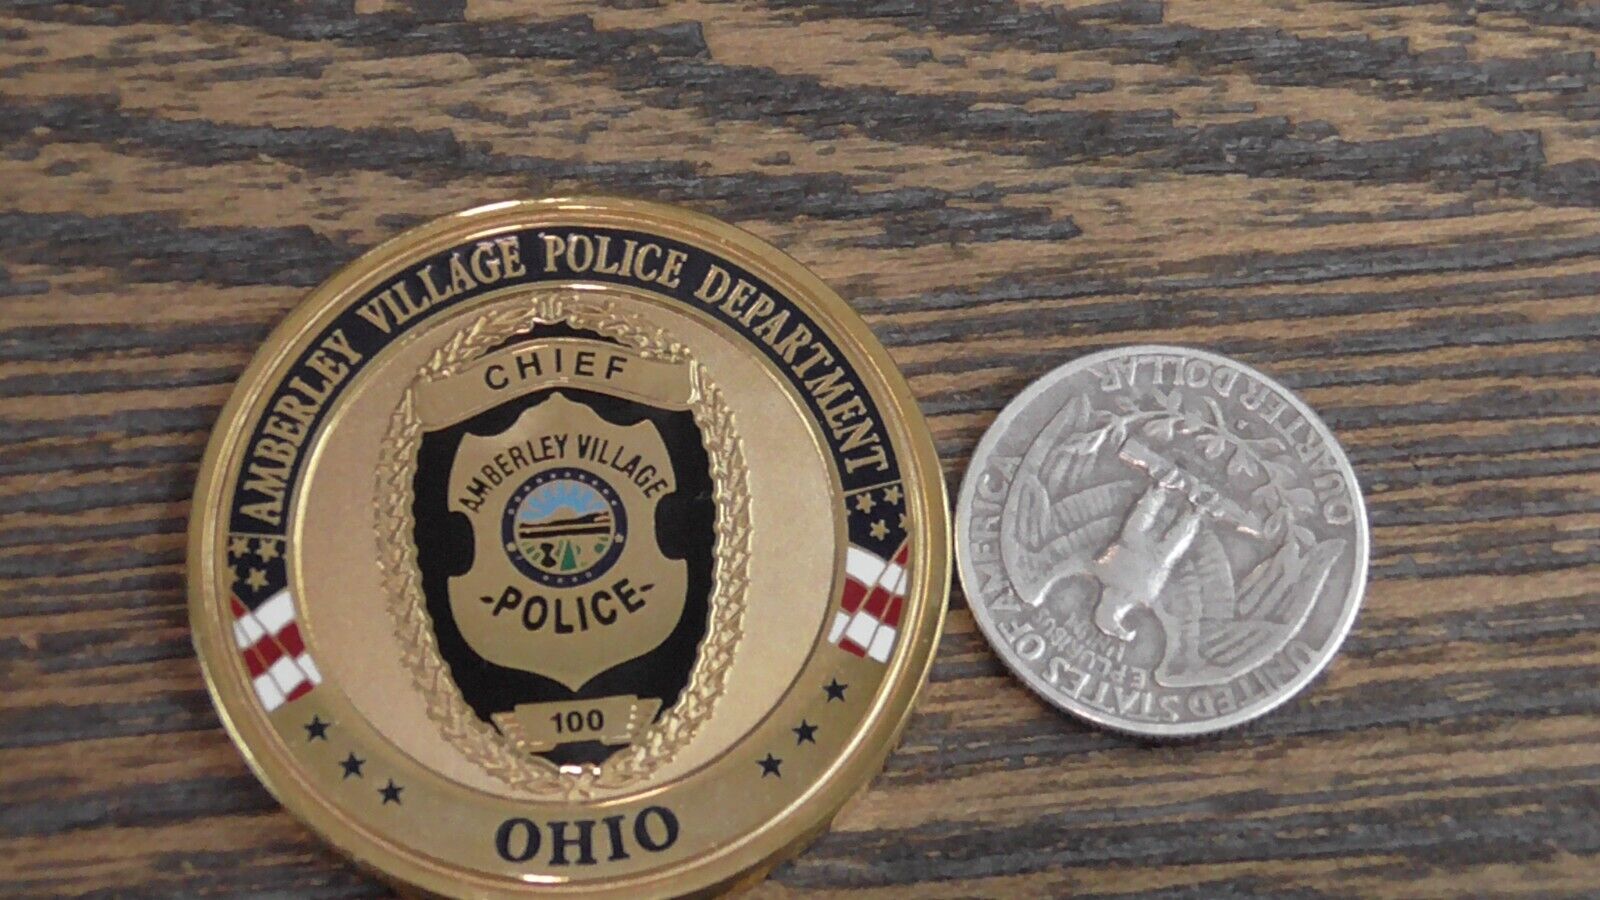 AMBERLEY VILLAGE POLICE DEPARTMENT
CHIEF
AMBERLEY VILLAGE
-POLICE-
100
OHIO
UNITED STATES OF AMERICA
E PLURIBUS
UNUM
QUARTER DOLLAR